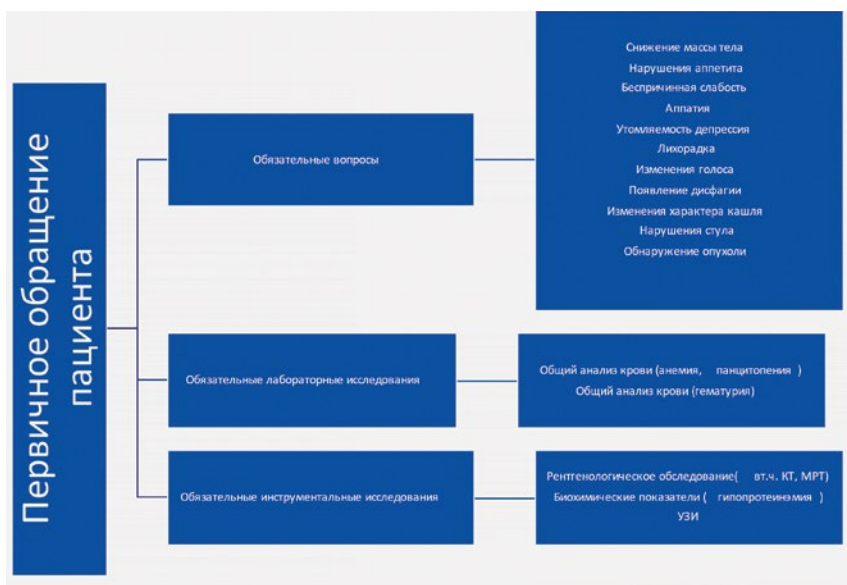 Первичное обращение
пациента
Обязательные вопросы
Снижение массы тела
Нарушения аппетита
Беспричинная слабость
Аппатия
Утомляемость депрессия
Лихорадка
Изменения голоса
Появление дисфагии
Изменения характера кашля
Нарушения стула
Обнаружение опухоли
Обязательные лабораторные исследования
Общий анализ крови (анемия, панцитопения )
Общий анализ крови (гематурия)
Обязательные инструментальные исследования
Рентгенологическое обследование( вт.ч. КТ, МРТ)
Биохимические показатели ( гипопротеинэмия )
УЗИ